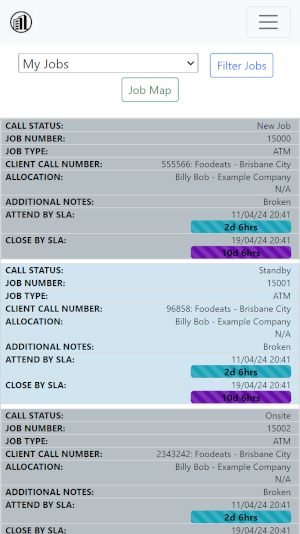 My Jobs
Filter Jobs
Job Map
CALL STATUS: New Job
JOB NUMBER: 15000
JOB TYPE: ATM
CLIENT CALL NUMBER: 555566: Foodeats - Brisbane City
ALLOCATION: Billy Bob - Example Company
N/A
ADDITIONAL NOTES: Broken
ATTEND BY SLA: 11/04/24 20:41
2d 6hrs
CLOSE BY SLA: 19/04/24 20:41
10d 6hrs
CALL STATUS: Standby
JOB NUMBER: 15001
JOB TYPE: ATM
CLIENT CALL NUMBER: 96858: Foodeats - Brisbane City
ALLOCATION: Billy Bob - Example Company
N/A
ADDITIONAL NOTES: Broken
ATTEND BY SLA: 11/04/24 20:41
2d 6hrs
CLOSE BY SLA: 19/04/24 20:41
10d 6hrs
CALL STATUS: Onsite
JOB NUMBER: 15002
JOB TYPE: ATM
CLIENT CALL NUMBER: 2343242: Foodeats - Brisbane City
ALLOCATION: Billy Bob - Example Company
N/A
ADDITIONAL NOTES: Broken
ATTEND BY SLA: 11/04/24 20:41
2d 6hrs
CLOSE BY SLA: 19/04/24 20:41